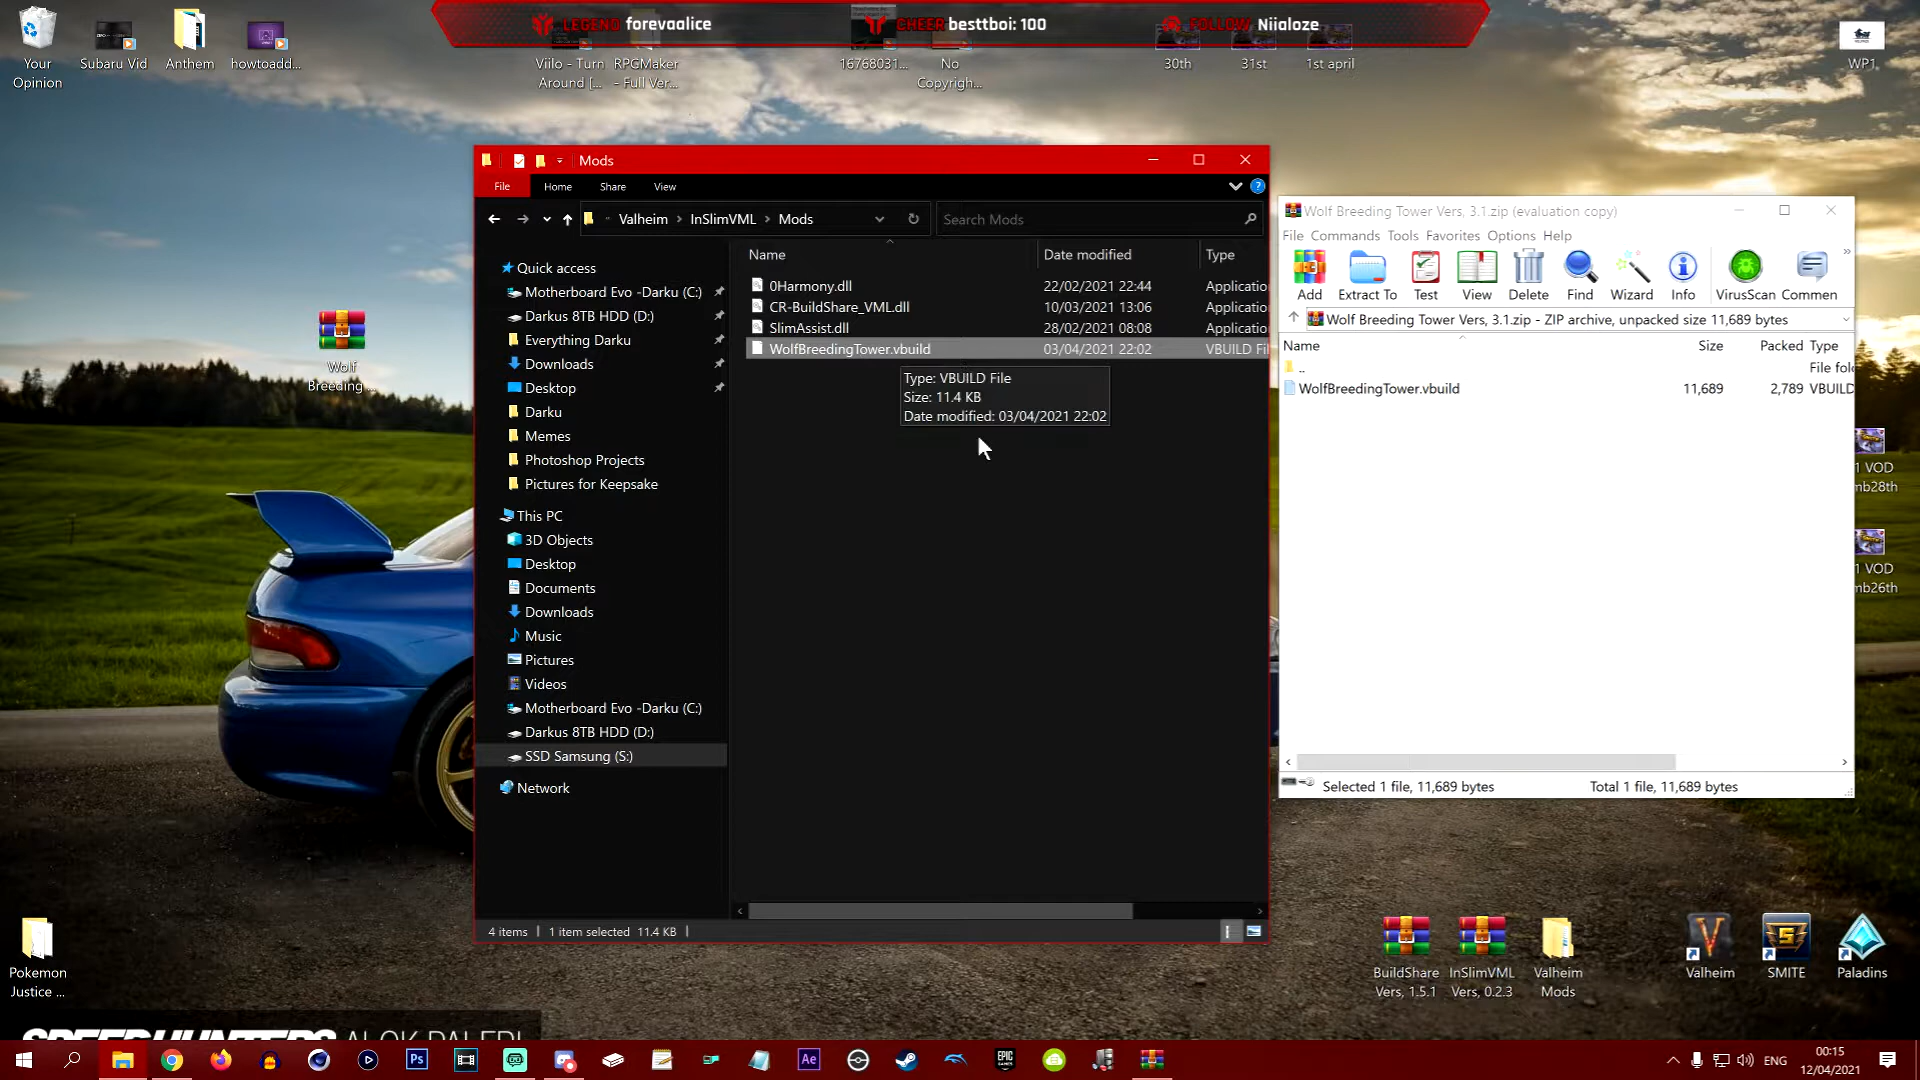 LEGEND forevaalice
CHEER besttboi: 100
FOLLOW Niialoze
Your Opinion
Subaru Vid
Anthem
howtoadd...
Viilo - Turn Around [...
RPGMaker - Full Ver...
16768031...
No Copyrigh...
30th
31st
1st april
WP1
Wolf Breeding ...
Mods
File
Home
Share
View
Valheim > InSlimVML > Mods
Search Mods
Name
Date modified
Type
0Harmony.dll 22/02/2021 22:44 Applicatio
CR-BuildShare_VML.dll 10/03/2021 13:06 Applicatio
SlimAssist.dll 28/02/2021 08:08 Applicatio
WolfBreedingTower.vbuild 03/04/2021 22:02 VBUILD Fi
Type: VBUILD File
Size: 11.4 KB
Date modified: 03/04/2021 22:02
Quick access
Motherboard Evo -Darku (C:)
Darkus 8TB HDD (D:)
Everything Darku
Downloads
Desktop
Darku
Memes
Photoshop Projects
Pictures for Keepsake
This PC
3D Objects
Desktop
Documents
Downloads
Music
Pictures
Videos
Motherboard Evo -Darku (C:)
Darkus 8TB HDD (D:)
SSD Samsung (S:)
Network
4 items
1 item selected 11.4 KB
Wolf Breeding Tower Vers, 3.1.zip (evaluation copy)
File Commands Tools Favorites Options Help
Add Extract To Test View Delete Find Wizard Info VirusScan Commen
Wolf Breeding Tower Vers, 3.1.zip - ZIP archive, unpacked size 11,689 bytes
Name Size Packed Type
.. File fol
WolfBreedingTower.vbuild 11,689 2,789 VBUILD
Selected 1 file, 11,689 bytes
Total 1 file, 11,689 bytes
1 VOD
mb28th
1 VOD
mb26th
Pokemon Justice ...
BuildShare Vers, 1.5.1
InSlimVML Vers, 0.2.3
Valheim Mods
Valheim
SMITE
Paladins
SPEEDHUNTERS
Ps
Ae
EPIC GAMES
ENG
00:15
12/04/2021